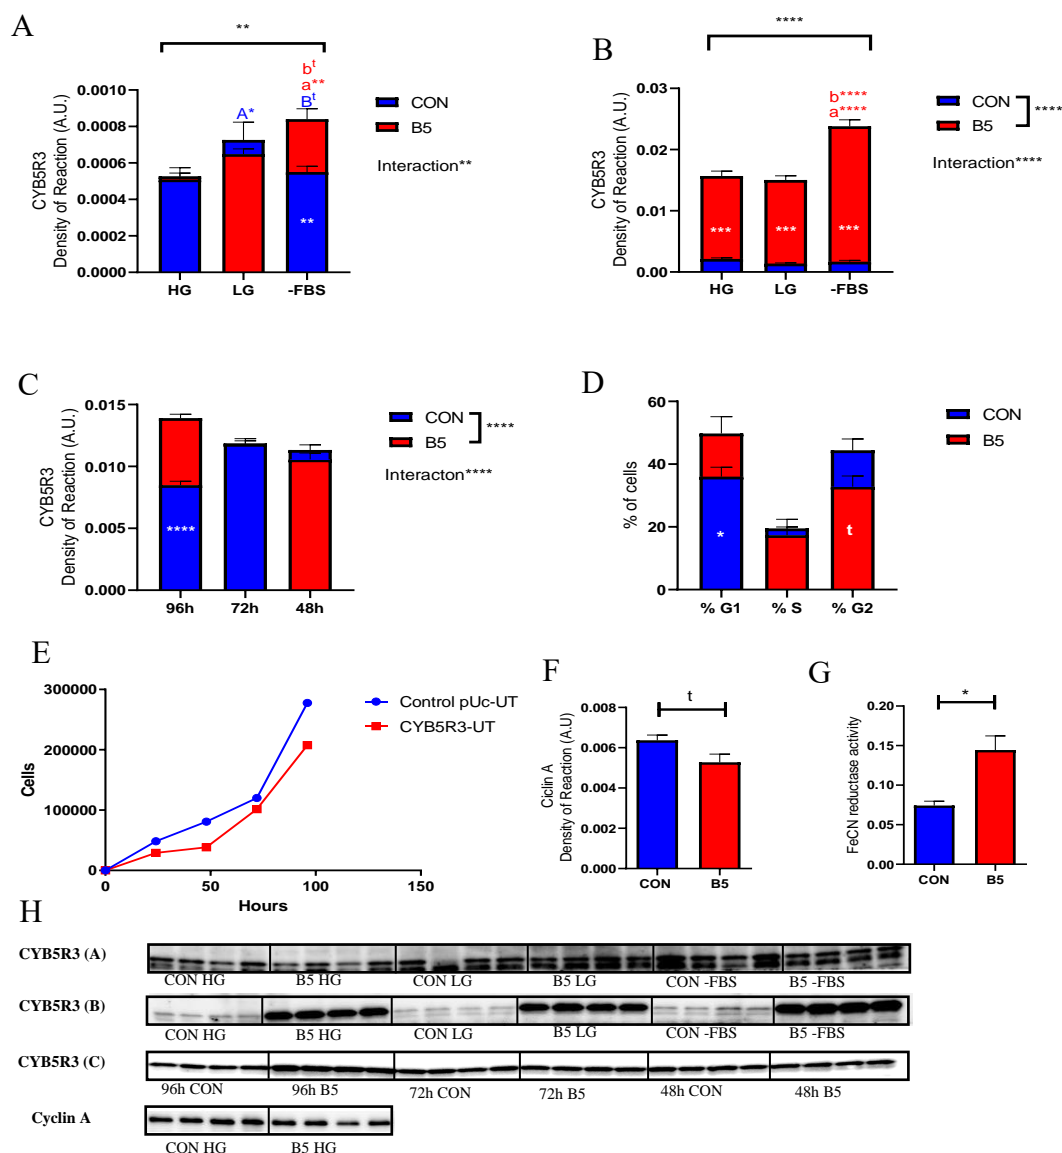 A
**
CYB5R3
Density of Reaction (A.U.)
0.0010
0.0008
0.0006
0.0004
0.0002
0.0000
A*
b^t
a**
B^t
**
HG
LG
-FBS
CON
B5
Interaction**
B
****
CYB5R3
Density of Reaction (A.U.)
0.03
0.02
0.01
0.00
b****
a****
***
***
***
HG
LG
-FBS
CON
B5
****
Interaction****
C
CYB5R3
Density of Reaction (A.U.)
0.015
0.010
0.005
0.000
****
96h
72h
48h
CON
B5
****
Interacton****
D
% of cells
60
40
20
0
*
t
% G1
% S
% G2
CON
B5
E
Cells
300000
200000
100000
0
0
50
100
150
Hours
Control pUc-UT
CYB5R3-UT
F
t
Ciclin A
Density of Reaction (A.U)
0.008
0.006
0.004
0.002
0.000
CON
B5
G
*
FeCN reductase activity
0.20
0.15
0.10
0.05
0.00
CON
B5
H
CYB5R3 (A)
CON HG
B5 HG
CON LG
B5 LG
CON -FBS
B5 -FBS
CYB5R3 (B)
CON HG
B5 HG
CON LG
B5 LG
CON -FBS
B5 -FBS
CYB5R3 (C)
96h CON
96h B5
72h CON
72h B5
48h CON
48h B5
Cyclin A
CON HG
B5 HG